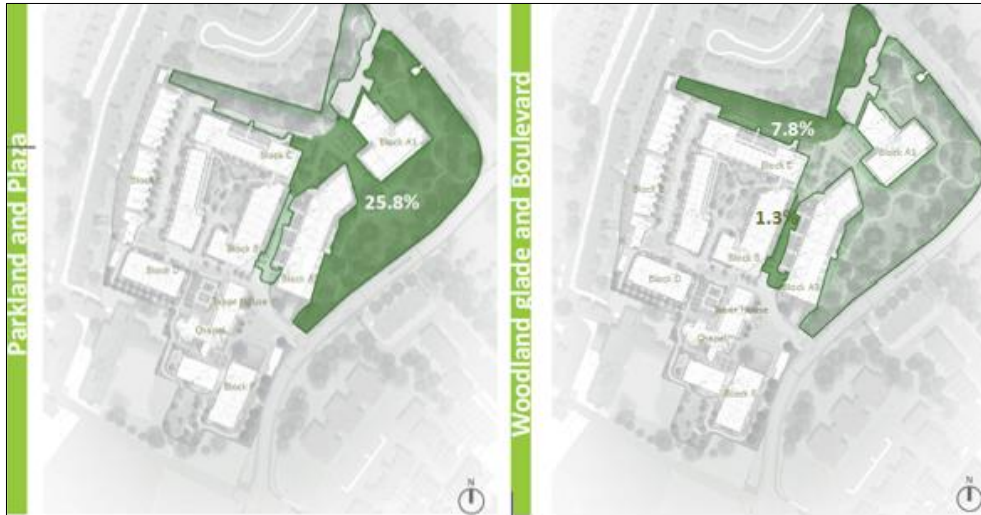 Parkland and Plaza
Block A1
Block C
25.8%
Block B
Block D
Chapel
Block F
N
Woodland glade and Boulevard
7.8%
Block A1
Block C
1.3%
Block B
Block D
Block A2
House
Chapel
Block F
N